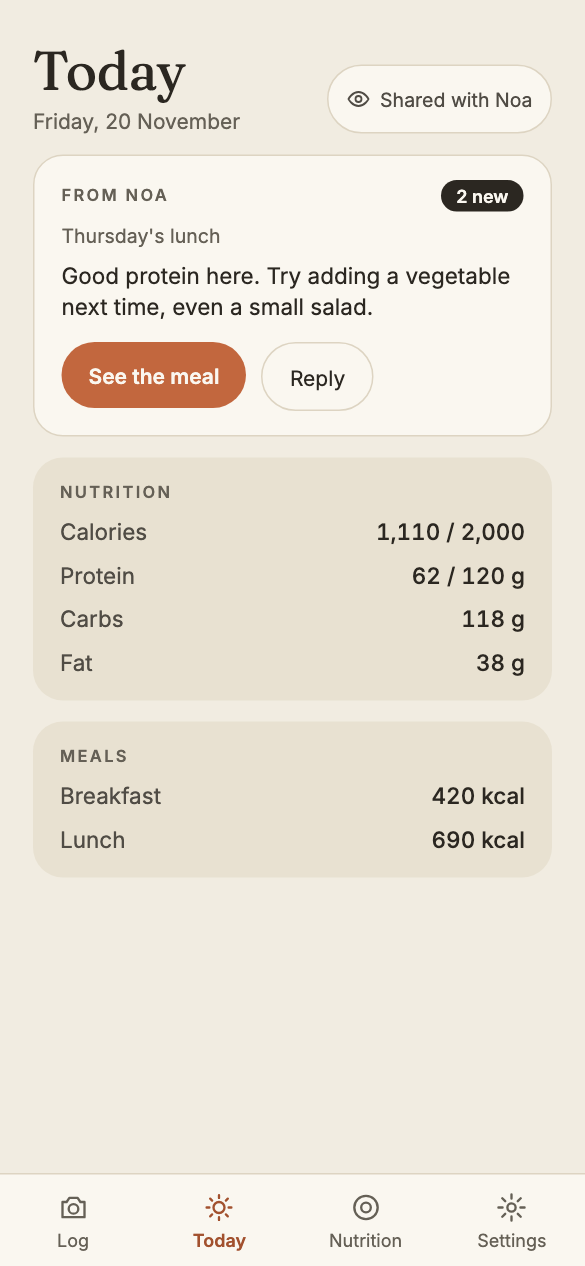 Today
Friday, 20 November
Shared with Noa
FROM NOA
2 new
Thursday's lunch
Good protein here. Try adding a vegetable
next time, even a small salad.
See the meal
Reply
NUTRITION
Calories 1,110 / 2,000
Protein 62 / 120 g
Carbs 118 g
Fat 38 g
MEALS
Breakfast 420 kcal
Lunch 690 kcal
Log
Today
Nutrition
Settings